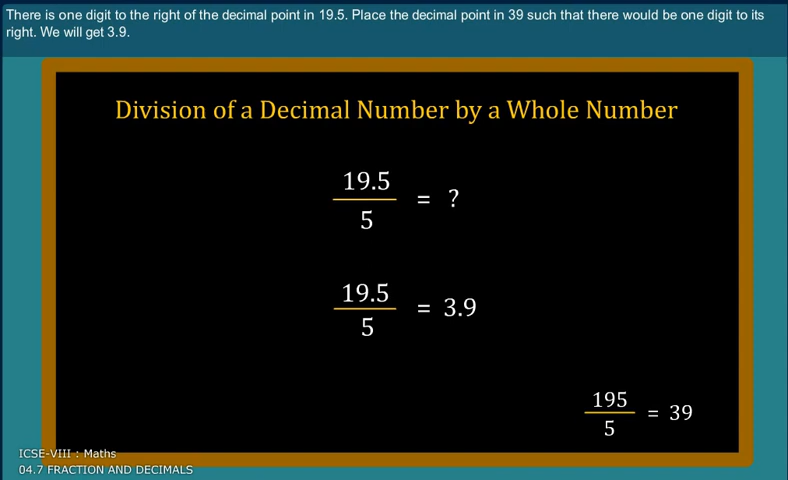 There is one digit to the right of the decimal point in 19.5. Place the decimal point in 39 such that there would be one digit to its
right. We will get 3.9.
Division of a Decimal Number by a Whole Number
19.5
5
= ?
19.5
5
= 3.9
195
5
= 39
ICSE-VIII : Maths
04.7 FRACTION AND DECIMALS